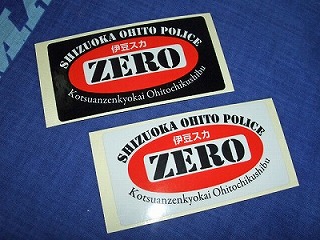 SHIZUOKA OHITO POLICE
伊豆スカ
ZERO
Kotsuanzenkyokai Ohitochikushibu
SHIZUOKA OHITO POLICE
伊豆スカ
ZERO
Kotsuanzenkyokai Ohitochikushibu